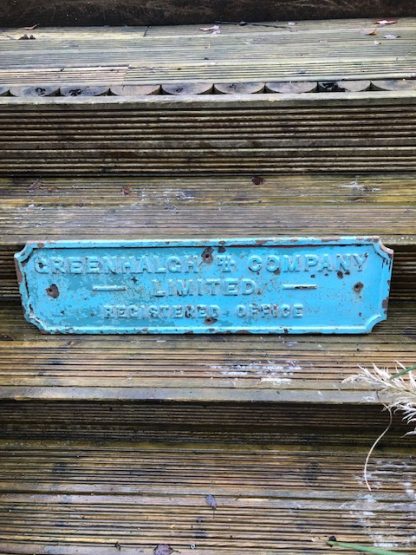 GREENHALGH & COMPANY
— LIMITED —
REGISTERED OFFICE